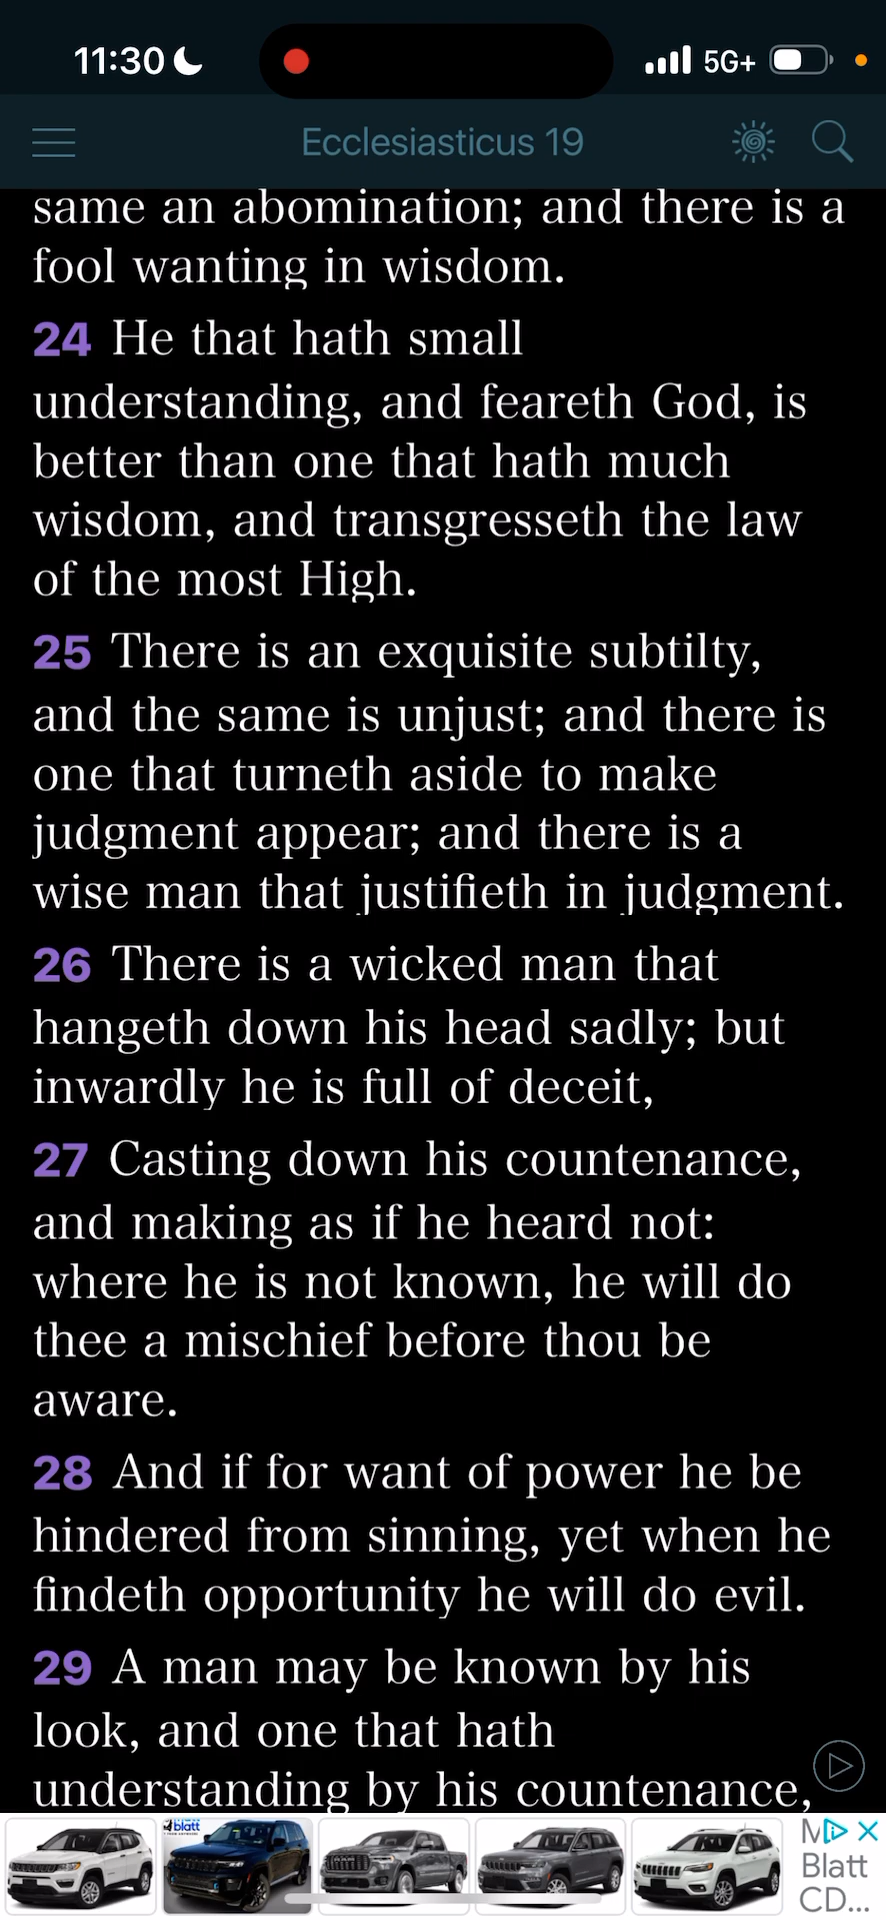 11:30
5G+
Ecclesiasticus 19
same an abomination; and there is a
fool wanting in wisdom.
24 He that hath small
understanding, and feareth God, is
better than one that hath much
wisdom, and transgresseth the law
of the most High.
25 There is an exquisite subtilty,
and the same is unjust; and there is
one that turneth aside to make
judgment appear; and there is a
wise man that justifieth in judgment.
26 There is a wicked man that
hangeth down his head sadly; but
inwardly he is full of deceit,
27 Casting down his countenance,
and making as if he heard not:
where he is not known, he will do
thee a mischief before thou be
aware.
28 And if for want of power he be
hindered from sinning, yet when he
findeth opportunity he will do evil.
29 A man may be known by his
look, and one that hath
understanding by his countenance,
blatt
Blatt
CD...